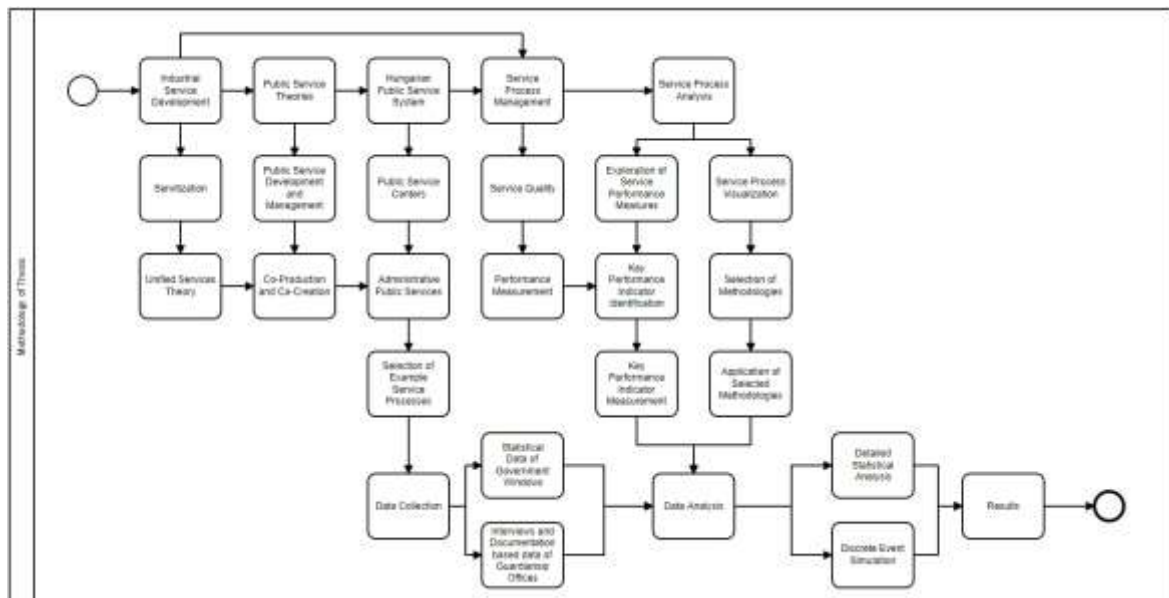 Methodology of Thesis
Industrial
Service
Development
Public Service
Theories
Hungarian
Public Service
System
Service
Process
Management
Service Process
Analysis
Servitization
Public Service
Development
and
Management
Public Service
Centers
Service Quality
Exploration of
Service
Performance
Measures
Service Process
Visualization
Unified Services
Theory
Co-Production
and Co-Creation
Administrative
Public Services
Performance
Measurement
Key
Performance
Indicator
Identification
Selection of
Methodologies
Selection of
Example
Service
Processes
Key
Performance
Indicator
Measurement
Application of
Selected
Methodologies
Data Collection
Statistical
Data of
Government
Windows
Interviews and
Documentation
based data of
Guardianship
Offices
Data Analysis
Detailed
Statistical
Analysis
Discrete Event
Simulation
Results